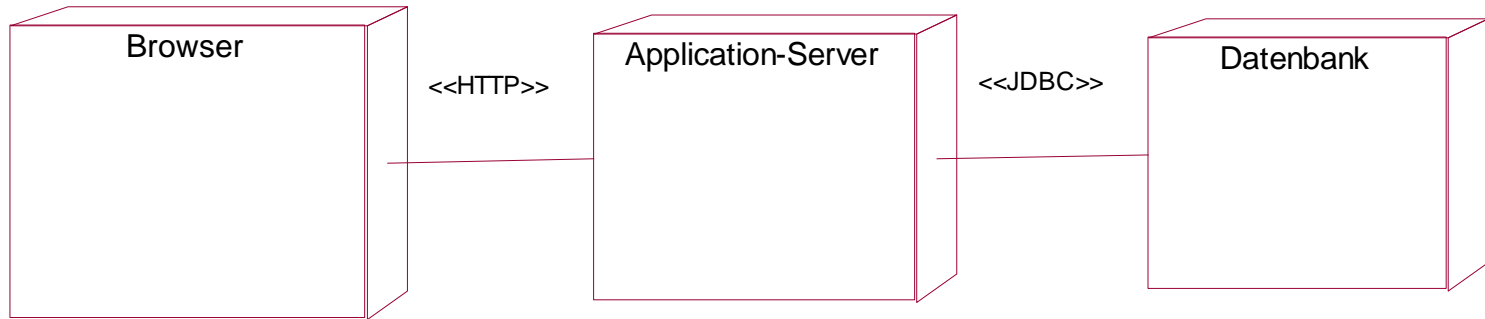 Browser
<<HTTP>>
Application-Server
<<JDBC>>
Datenbank